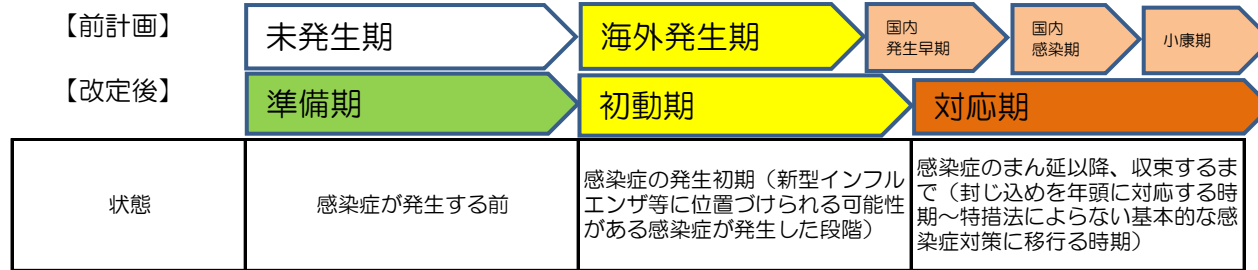 【前計画】
未発生期
海外発生期
国内
発生早期
国内
感染期
小康期
【改定後】
準備期
初動期
対応期
状態
感染症が発生する前
感染症の発生初期（新型インフル
エンザ等に位置づけられる可能性
がある感染症が発生した段階）
感染症のまん延以降、収束するま
で（封じ込めを年頭に対応する時
期～特措法によらない基本的な感
染症対策に移行る時期）